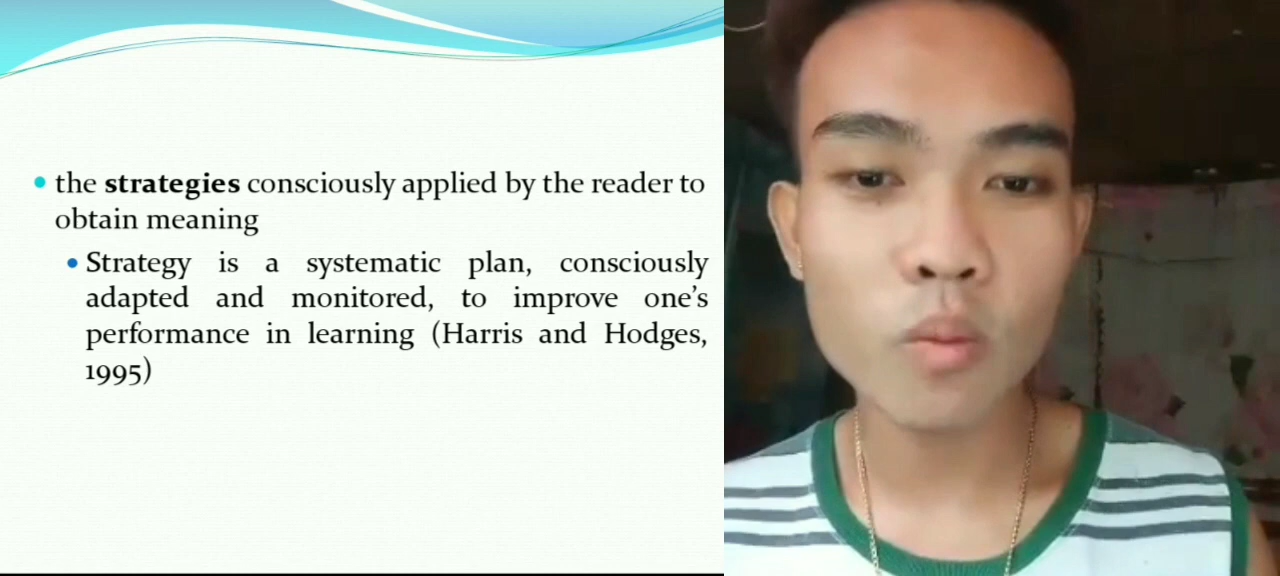 the strategies consciously applied by the reader to
obtain meaning
Strategy is a systematic plan, consciously
adapted and monitored, to improve one’s
performance in learning (Harris and Hodges,
1995)